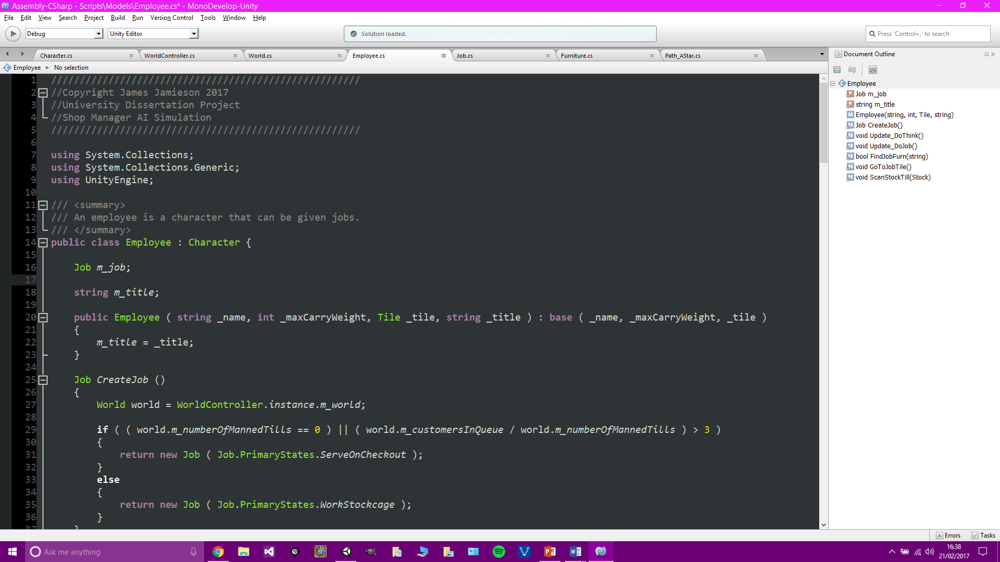 Assembly-CSharp - Scripts\Models\Employee.cs* - MonoDevelop-Unity
File Edit View Search Project Build Run Version Control Tools Window Help
Debug Unity Editor Solution loaded. Press 'Control+,' to search
Character.cs WorldController.cs World.cs Employee.cs Job.cs Furniture.cs Path_AStar.cs
Employee No selection
1 //////////////////////////////////////////////////////
2 //Copyright James Jamieson 2017
3 //University Dissertation Project
4 //Shop Manager AI Simulation
5 //////////////////////////////////////////////////////
6
7 using System.Collections;
8 using System.Collections.Generic;
9 using UnityEngine;
10
11 /// <summary>
12 /// An employee is a character that can be given jobs.
13 /// </summary>
14 public class Employee : Character {
15
16 Job m_job;
17
18 string m_title;
19
20 public Employee ( string _name, int _maxCarryWeight, Tile _tile, string _title ) : base ( _name, _maxCarryWeight, _tile )
21 {
22 m_title = _title;
23 }
24
25 Job CreateJob ()
26 {
27 World world = WorldController.instance.m_world;
28
29 if ( ( world.m_numberOfMannedTills == 0 ) || ( world.m_customersInQueue / world.m_numberOfMannedTills ) > 3 )
30 {
31 return new Job ( Job.PrimaryStates.ServeOnCheckout );
32 }
33 else
34 {
35 return new Job ( Job.PrimaryStates.WorkStockcage );
36 }
37 }
Document Outline
Employee
Job m_job
string m_title
Employee(string, int, Tile, string)
Job CreateJob()
void Update_DoThink()
void Update_DoJob()
bool FindJobFurn(string)
void GoToJobTile()
void ScanStockTill(Stock)
Errors Tasks
Ask me anything
16:38
21/02/2017